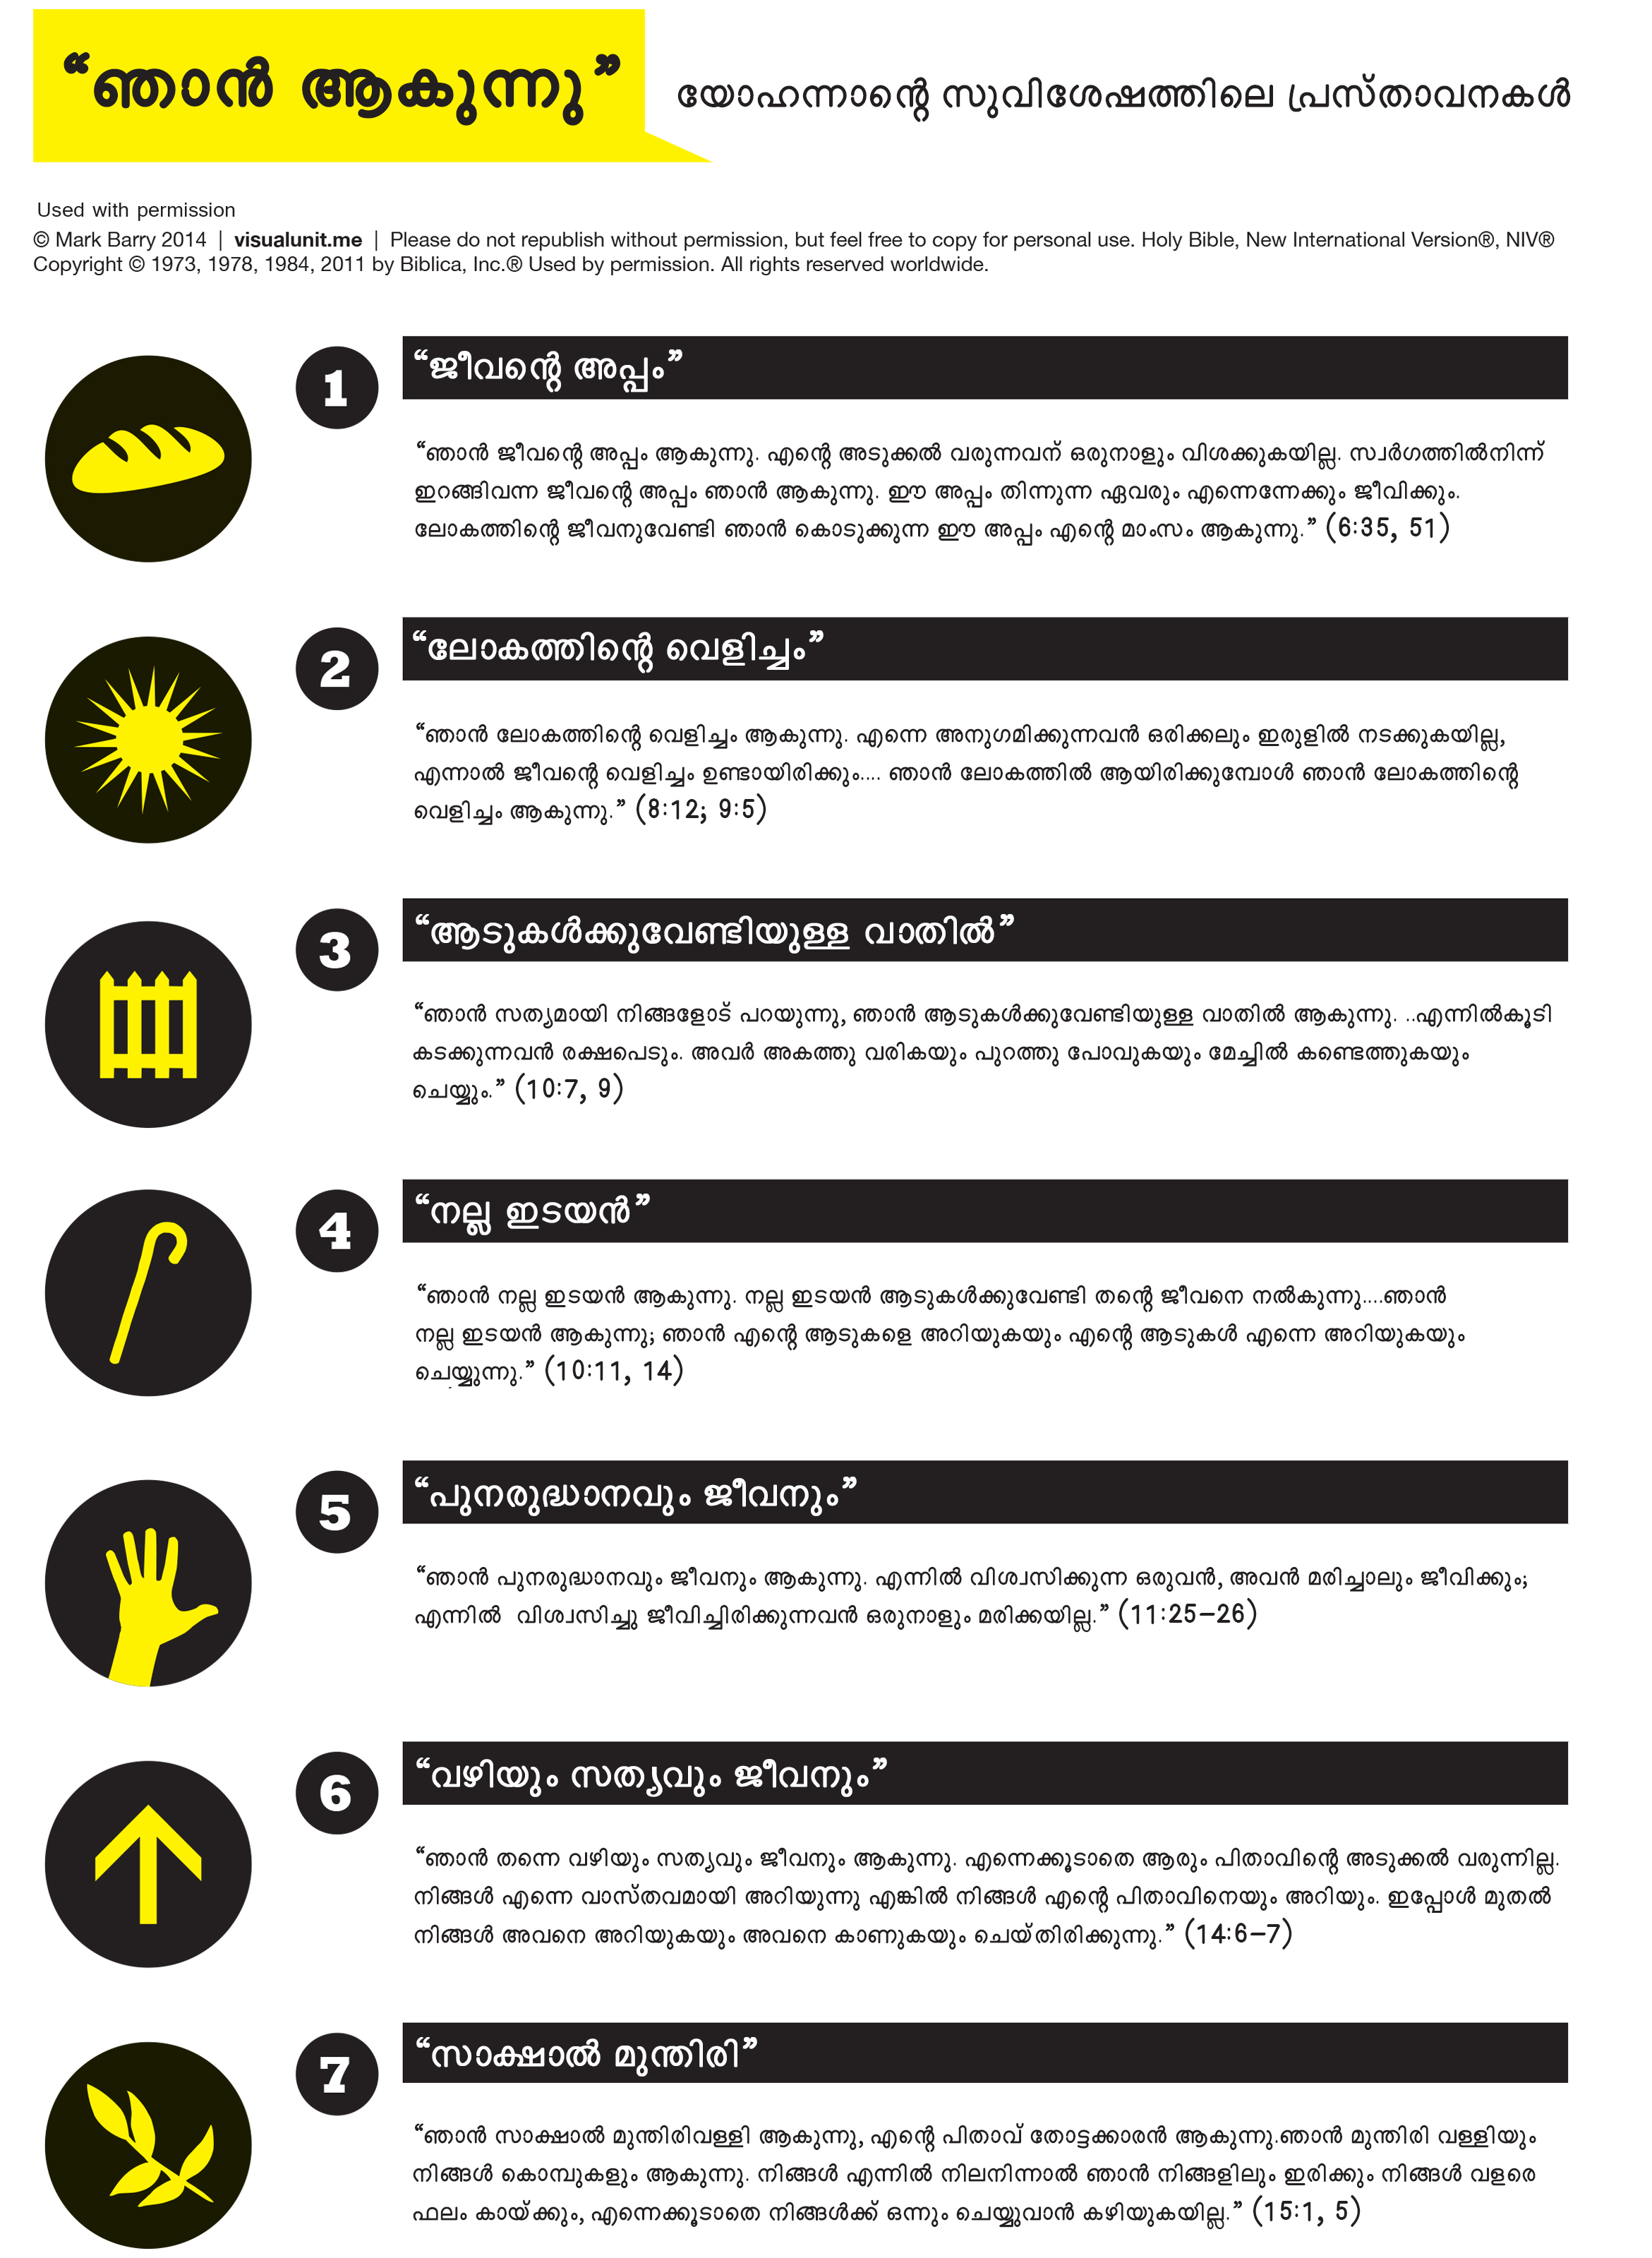 “ഞാൻ ആകുന്നു” യോഹന്നാന്റെ സുവിശേഷത്തിലെ പ്രസ്താവനകൾ
Used with permission
© Mark Barry 2014 | visualunit.me | Please do not republish without permission, but feel free to copy for personal use. Holy Bible, New International Version®, NIV®
Copyright © 1973, 1978, 1984, 2011 by Biblica, Inc.® Used by permission. All rights reserved worldwide.
1 “ജീവന്റെ അപ്പം”
“ഞാൻ ജീവന്റെ അപ്പം ആകുന്നു. എന്റെ അടുക്കൽ വരുന്നവന് ഒരുനാളും വിശക്കുകയില്ല. സ്വർഗത്തിൽനിന്ന്
ഇറങ്ങിവന്ന ജീവന്റെ അപ്പം ഞാൻ ആകുന്നു. ഈ അപ്പം തിന്നുന്ന ഏവരും എന്നെന്നേക്കും ജീവിക്കും.
ലോകത്തിന്റെ ജീവനുവേണ്ടി ഞാൻ കൊടുക്കുന്ന ഈ അപ്പം എന്റെ മാംസം ആകുന്നു.” (6:35, 51)
2 “ലോകത്തിന്റെ വെളിച്ചം”
“ഞാൻ ലോകത്തിന്റെ വെളിച്ചം ആകുന്നു. എന്നെ അനുഗമിക്കുന്നവൻ ഒരിക്കലും ഇരുളിൽ നടക്കുകയില്ല,
എന്നാൽ ജീവന്റെ വെളിച്ചം ഉണ്ടായിരിക്കും.... ഞാൻ ലോകത്തിൽ ആയിരിക്കുമ്പോൾ ഞാൻ ലോകത്തിന്റെ
വെളിച്ചം ആകുന്നു.” (8:12; 9:5)
3 “ആടുകൾക്കുവേണ്ടിയുള്ള വാതിൽ”
“ഞാൻ സത്യമായി നിങ്ങളോട് പറയുന്നു, ഞാൻ ആടുകൾക്കുവേണ്ടിയുള്ള വാതിൽ ആകുന്നു. ..എന്നിൽകൂടി
കടക്കുന്നവൻ രക്ഷപെടും. അവർ അകത്തു വരികയും പുറത്തു പോവുകയും മേച്ചിൽ കണ്ടെത്തുകയും
ചെയ്യും.” (10:7, 9)
4 “നല്ല ഇടയൻ”
“ഞാൻ നല്ല ഇടയൻ ആകുന്നു. നല്ല ഇടയൻ ആടുകൾക്കുവേണ്ടി തന്റെ ജീവനെ നൽകുന്നു....ഞാൻ
നല്ല ഇടയൻ ആകുന്നു; ഞാൻ എന്റെ ആടുകളെ അറിയുകയും എന്റെ ആടുകൾ എന്നെ അറിയുകയും
ചെയ്യുന്നു.” (10:11, 14)
5 “പുനരുദ്ധാനവും ജീവനും”
“ഞാൻ പുനരുദ്ധാനവും ജീവനും ആകുന്നു. എന്നിൽ വിശ്വസിക്കുന്ന ഒരുവൻ, അവൻ മരിച്ചാലും ജീവിക്കും;
എന്നിൽ വിശ്വസിച്ചു ജീവിച്ചിരിക്കുന്നവൻ ഒരുനാളും മരിക്കയില്ല.” (11:25–26)
6 “വഴിയും സത്യവും ജീവനും”
“ഞാൻ തന്നെ വഴിയും സത്യവും ജീവനും ആകുന്നു. എന്നെക്കൂടാതെ ആരും പിതാവിന്റെ അടുക്കൽ വരുന്നില്ല.
നിങ്ങൾ എന്നെ വാസ്തവമായി അറിയുന്നു എങ്കിൽ നിങ്ങൾ എന്റെ പിതാവിനെയും അറിയും. ഇപ്പോൾ മുതൽ
നിങ്ങൾ അവനെ അറിയുകയും അവനെ കാണുകയും ചെയ്തിരിക്കുന്നു.” (14:6–7)
7 “സാക്ഷാൽ മുന്തിരി”
“ഞാൻ സാക്ഷാൽ മുന്തിരിവള്ളി ആകുന്നു, എന്റെ പിതാവ് തോട്ടക്കാരൻ ആകുന്നു.ഞാൻ മുന്തിരി വള്ളിയും
നിങ്ങൾ കൊമ്പുകളും ആകുന്നു. നിങ്ങൾ എന്നിൽ നിലനിന്നാൽ ഞാൻ നിങ്ങളിലും ഇരിക്കും നിങ്ങൾ വളരെ
ഫലം കായ്ക്കും, എന്നെക്കൂടാതെ നിങ്ങൾക്ക് ഒന്നും ചെയ്യുവാൻ കഴിയുകയില്ല.” (15:1, 5)